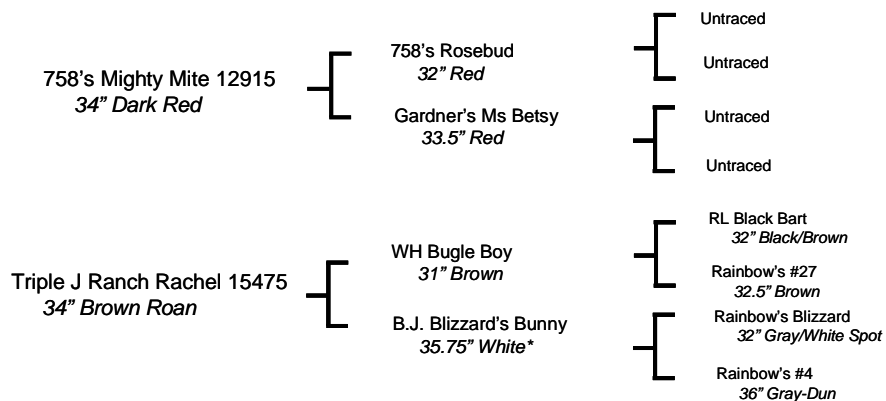 758’s Mighty Mite 12915
34” Dark Red
758’s Rosebud
32” Red
Gardner’s Ms Betsy
33.5” Red
Untraced
Untraced
Untraced
Untraced
Triple J Ranch Rachel 15475
34” Brown Roan
WH Bugle Boy
31” Brown
B.J. Blizzard’s Bunny
35.75” White*
RL Black Bart
32” Black/Brown
Rainbow’s #27
32.5” Brown
Rainbow’s Blizzard
32” Gray/White Spot
Rainbow’s #4
36” Gray-Dun